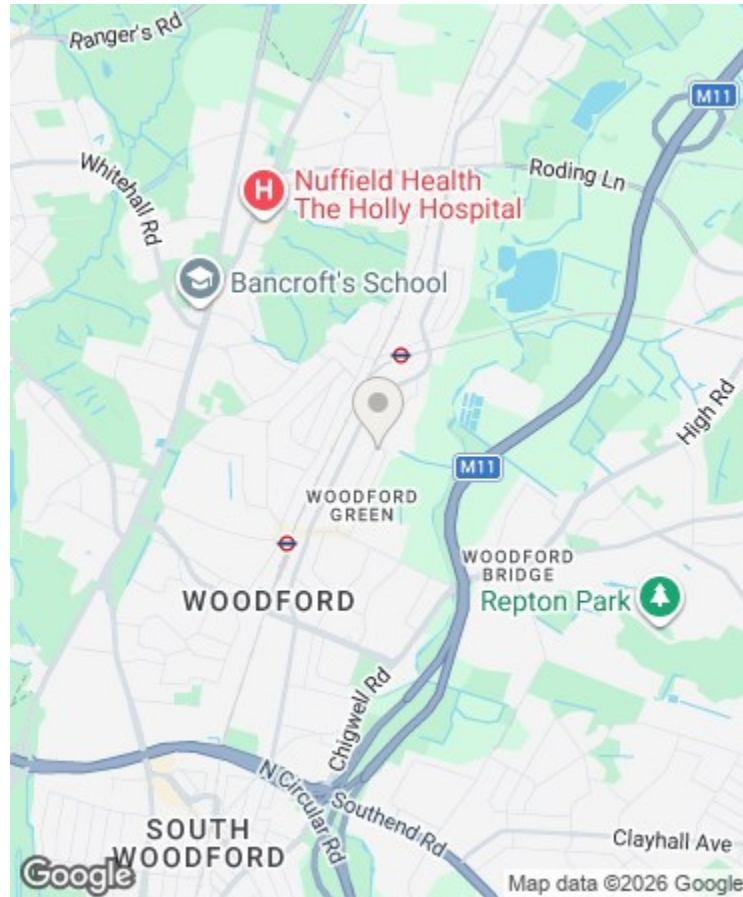 Ranger's Rd
M11
Whitehall Rd
Roding Ln
H
Nuffield Health
The Holly Hospital
Bancroft's School
High Rd
M11
WOODFORD
GREEN
WOODFORD
BRIDGE
WOODFORD
Repton Park
Chigwell Rd
N Circular Rd
Southend Rd
SOUTH
WOODFORD
Clayhall Ave
Google
Map data ©2026 Google